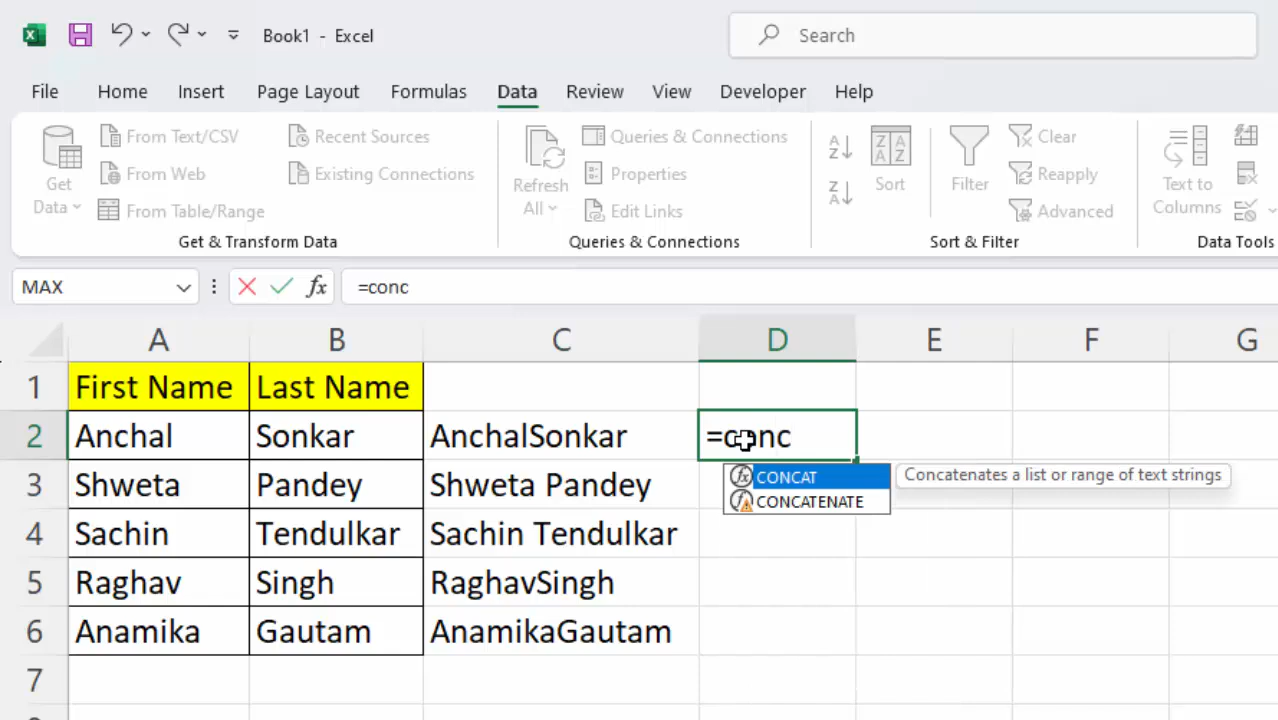 Book1 - Excel
Search
File Home Insert Page Layout Formulas Data Review View Developer Help
Get Data
From Text/CSV
From Web
From Table/Range
Recent Sources
Existing Connections
Get & Transform Data
Refresh All
Queries & Connections
Properties
Edit Links
Queries & Connections
Sort
Filter
Clear
Reapply
Advanced
Sort & Filter
Text to Columns
Data Tools
MAX fx =conc
A B C D E F G
1 First Name Last Name
2 Anchal Sonkar AnchalSonkar =conc
CONCAT Concatenates a list or range of text strings
CONCATENATE
3 Shweta Pandey Shweta Pandey
4 Sachin Tendulkar Sachin Tendulkar
5 Raghav Singh RaghavSingh
6 Anamika Gautam AnamikaGautam
7